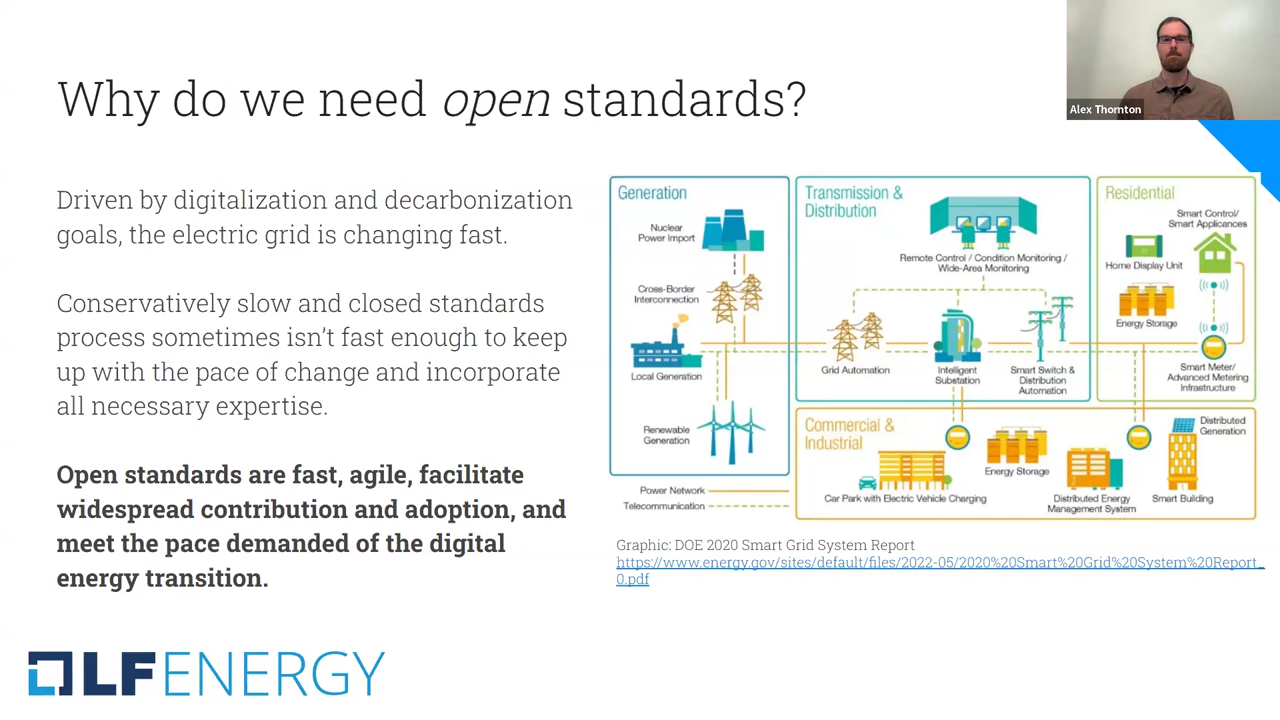 Why do we need open standards?
Alex Thornton
Driven by digitalization and decarbonization
goals, the electric grid is changing fast.
Conservatively slow and closed standards
process sometimes isn't fast enough to keep
up with the pace of change and incorporate
all necessary expertise.
Open standards are fast, agile, facilitate
widespread contribution and adoption, and
meet the pace demanded of the digital
energy transition.
Generation
Nuclear
Power Import
Cross-Border
Interconnection
Local Generation
Renewable
Generation
Power Network
Telecommunication
Transmission &
Distribution
Remote Control / Condition Monitoring /
Wide-Area Monitoring
Grid Automation
Intelligent
Substation
Smart Switch &
Distribution
Automation
Residential
Smart Control/
Smart Applicances
Home Display Unit
Energy Storage
Smart Meter/
Advanced Metering
Infrastructure
Commercial &
Industrial
Car Park with Electric Vehicle Charging
Energy Storage
Distributed Energy
Management System
Distributed
Generation
Smart Building
Graphic: DOE 2020 Smart Grid System Report
https://www.energy.gov/sites/default/files/2022-05/2020%20Smart%20Grid%20System%20Report_
0.pdf
LFENERGY